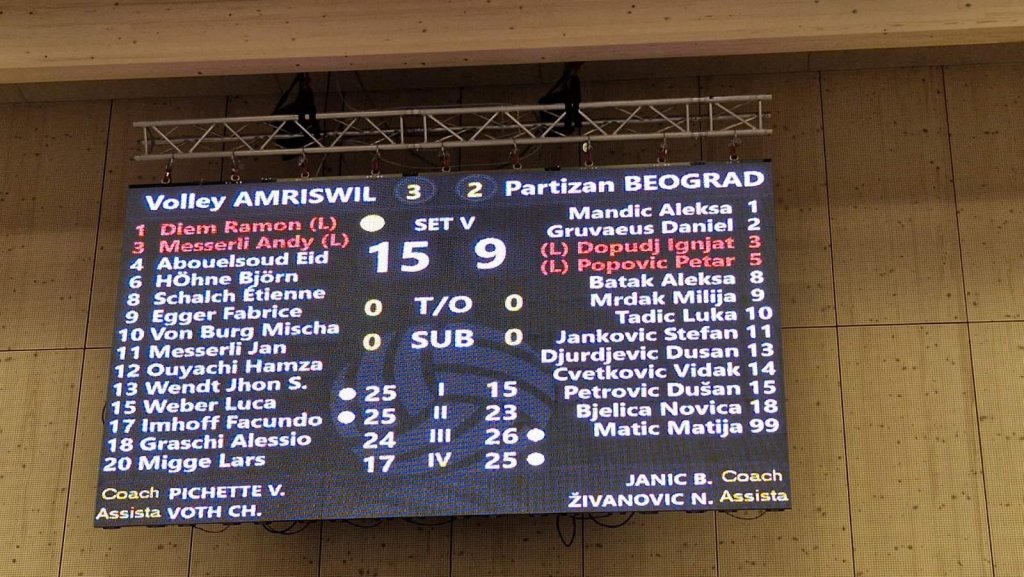 Volley AMRISWIL 3 2 Partizan BEOGRAD
1 Diem Ramon (L)
3 Messerli Andy (L)
4 Abouelsoud Eid
6 HÖhne Björn
8 Schalch Étienne
9 Egger Fabrice
10 Von Burg Mischa
11 Messerli Jan
12 Ouyachi Hamza
13 Wendt Jhon S.
15 Weber Luca
17 Imhoff Facundo
18 Graschi Alessio
20 Migge Lars
Coach PICHETTE V.
Assista VOTH CH.
SET V
15 9
0 T/O 0
0 SUB 0
25 I 15
25 II 23
24 III 26
17 IV 25
Mandic Aleksa 1
Gruvaeus Daniel 2
(L) Dopudj Ignjat 3
(L) Popovic Petar 5
Batak Aleksa 8
Mrdak Milija 9
Tadic Luka 10
Jankovic Stefan 11
Djurdjevic Dusan 13
Cvetkovic Vidak 14
Petrovic Dušan 15
Bjelica Novica 18
Matic Matija 99
JANIC B. Coach
ŽIVANOVIC N. Assista